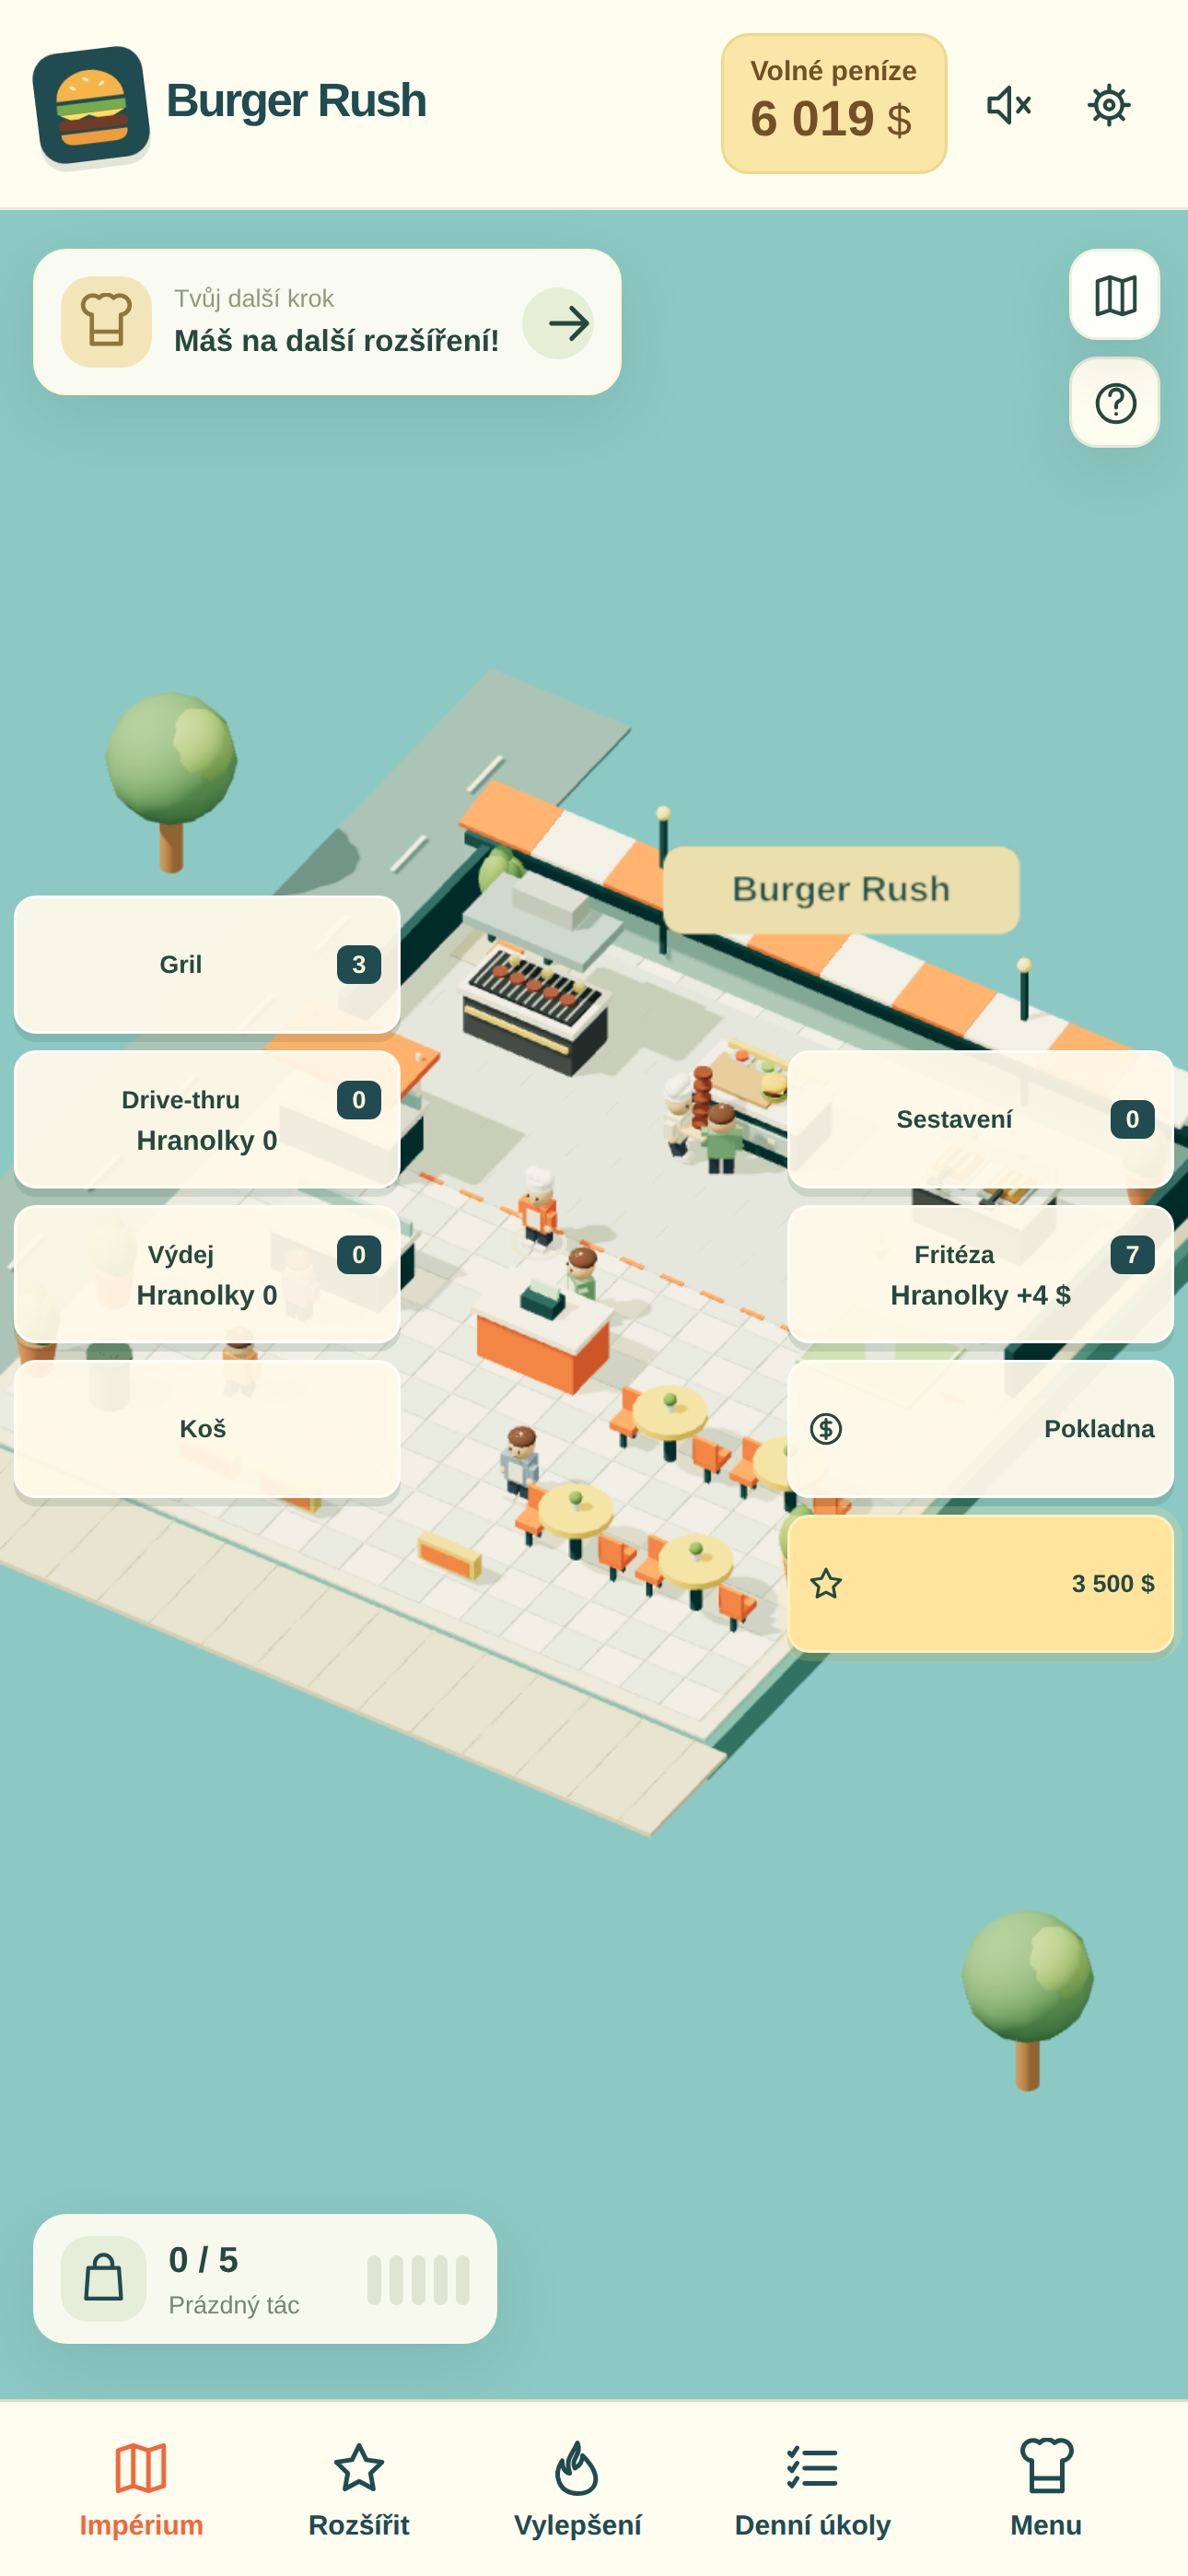 Burger Rush
Volné peníze
6 019 $
Tvůj další krok
Máš na další rozšíření!
Burger Rush
Gril
3
Drive-thru
0
Hranolky 0
Sestavení
0
Výdej
0
Hranolky 0
Fritéza
7
Hranolky +4 $
Koš
Pokladna
3 500 $
0 / 5
Prázdný tác
Impérium
Rozšířit
Vylepšení
Denní úkoly
Menu